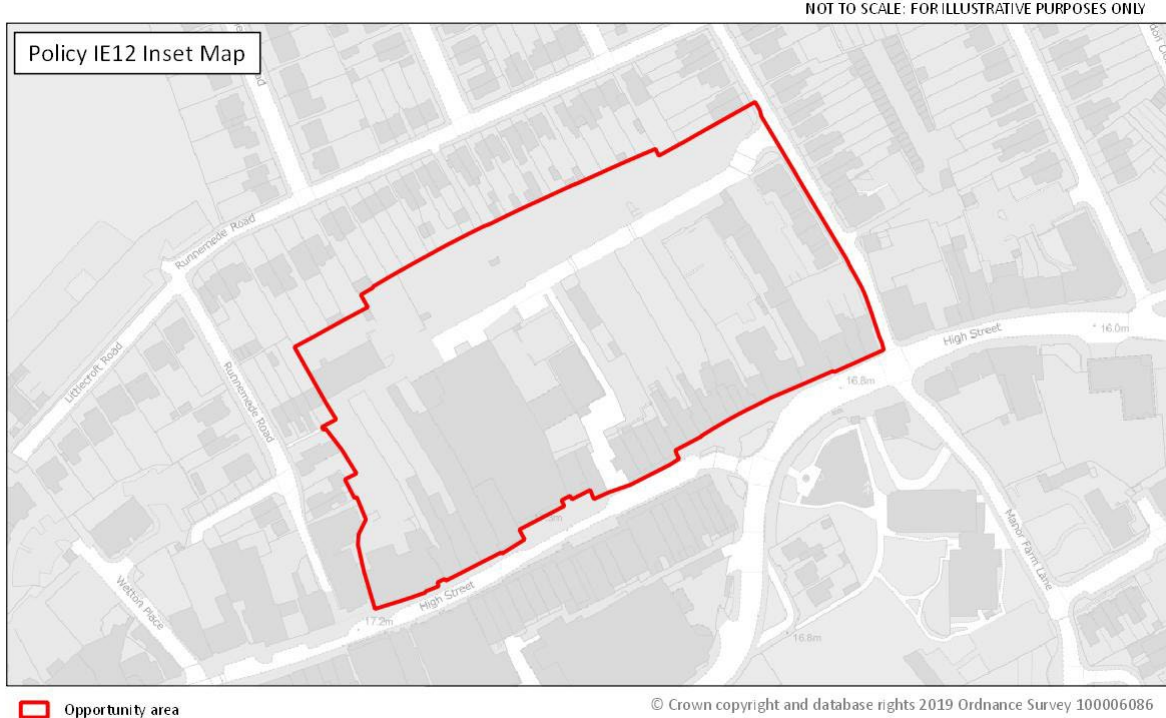 NOT TO SCALE: FOR ILLUSTRATIVE PURPOSES ONLY
Policy IE12 Inset Map
Runnemede Road
Littlecroft Road
Runnemede Road
High Street
16.0m
16.8m
Manor Farm Lane
Wetton Place
High Street
17.2m
16.8m
Opportunity area
© Crown copyright and database rights 2019 Ordnance Survey 100006086